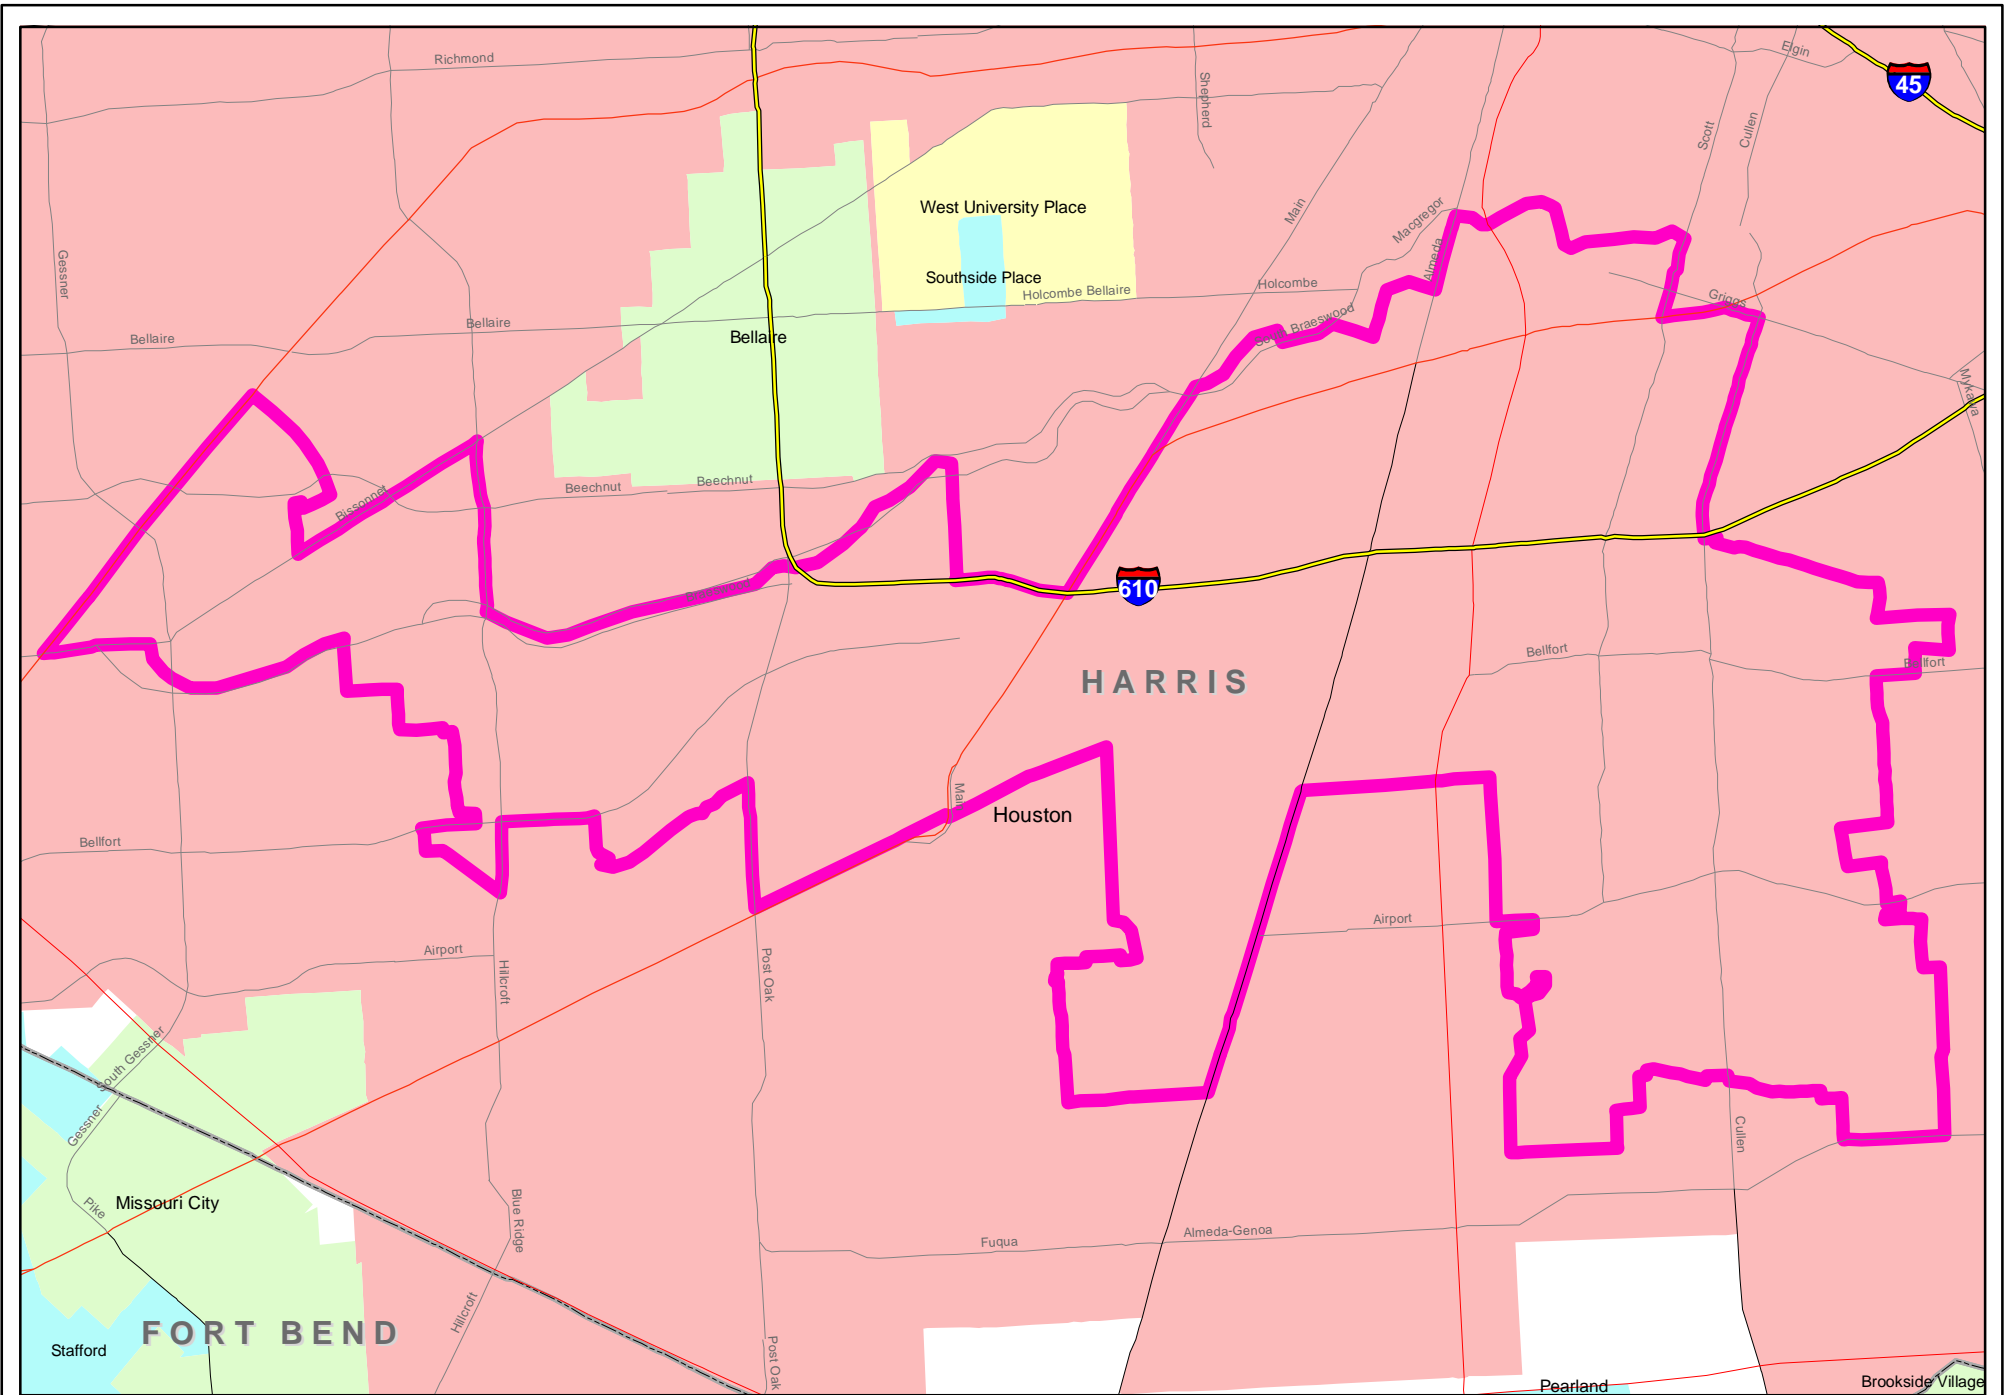 Richmond
Elgin
45
Shepherd
Scott
Cullen
West University Place
Main
Macgregor
Gessner
Almeda
Southside Place
Holcombe Bellaire
Holcombe
Griggs
Bellaire
Bellaire
Bellaire
Braeswood
Mykawa
Bissonnet
Beechnut
Beechnut
610
HARRIS
Bellfort
Bellfort
Main
Houston
Bellfort
Airport
Airport
Hillcroft
Post Oak
South Gessner
Gessner
Cullen
Missouri City
Pike
Blue Ridge
Fuqua
Almeda-Genoa
Hillcroft
FORT BEND
Stafford
Post Oak
Pearland
Brookside Village